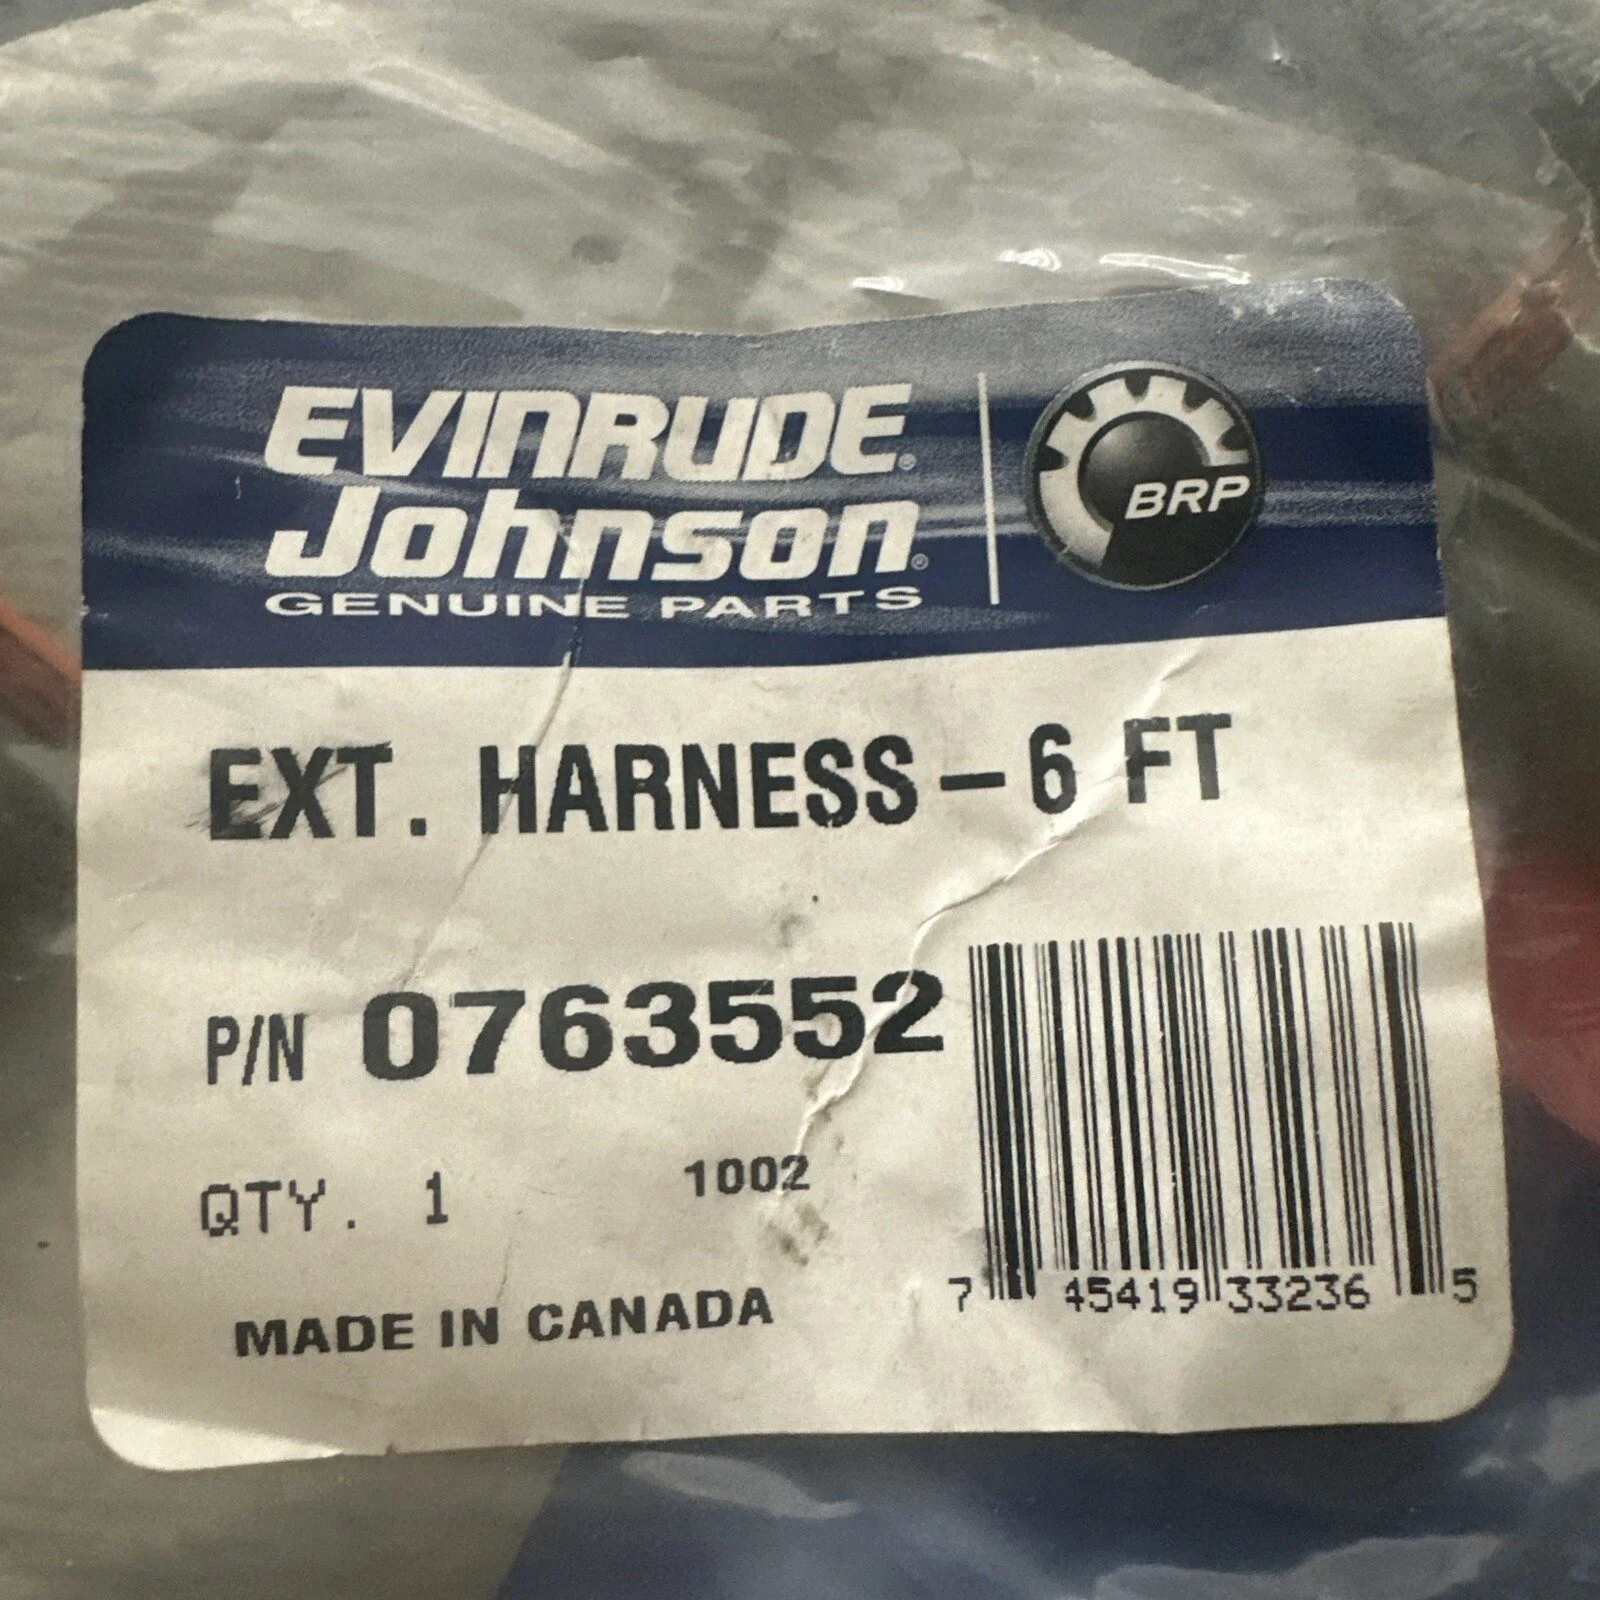 EVINRUDE®
Johnson®
GENUINE PARTS
BRP
EXT. HARNESS - 6 FT
P/N 0763552
QTY. 1 1002
MADE IN CANADA
7 45419 33236 5